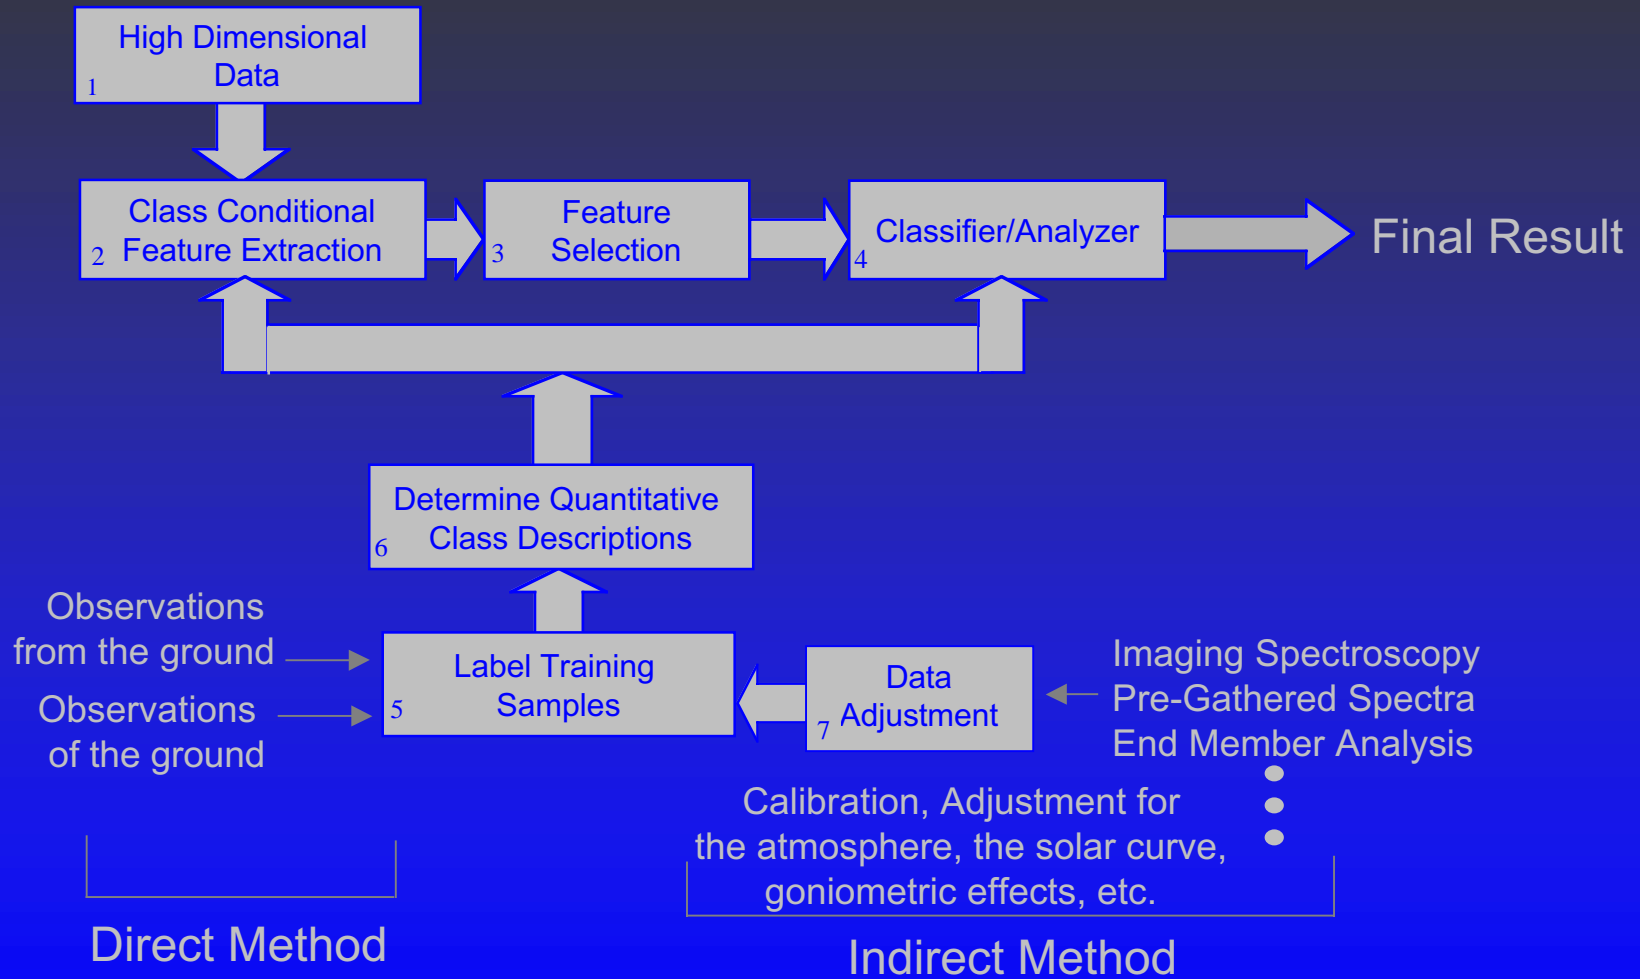 High Dimensional
Data
1
Class Conditional
Feature Extraction
2
Feature
Selection
3
Classifier/Analyzer
4
Final Result
Determine Quantitative
Class Descriptions
6
Observations
from the ground
Observations
of the ground
Label Training
Samples
5
Data
Adjustment
7
Imaging Spectroscopy
Pre-Gathered Spectra
End Member Analysis
Calibration, Adjustment for
the atmosphere, the solar curve,
goniometric effects, etc.
Direct Method
Indirect Method